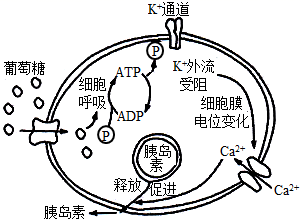 K⁺通道
葡萄糖
细胞
呼吸
ATP
P
ADP
P
K⁺外流
受阻
细胞膜
电位变化
胰岛
素
Ca²⁺
Ca²⁺
释放
促进
胰岛素